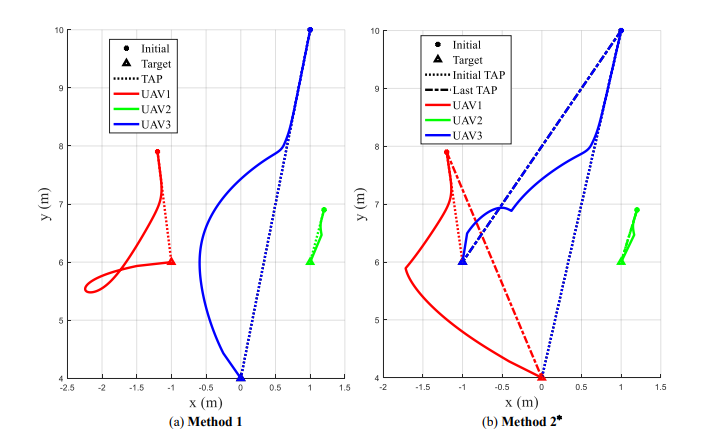 10
9
8
7
6
5
4
-2.5
-2
-1.5
-1
-0.5
0
0.5
1
1.5
y (m)
x (m)
Initial
Target
TAP
UAV1
UAV2
UAV3
(a) Method 1
10
9
8
7
6
5
4
-2
-1.5
-1
-0.5
0
0.5
1
1.5
y (m)
x (m)
Initial
Target
Initial TAP
Last TAP
UAV1
UAV2
UAV3
(b) Method 2*